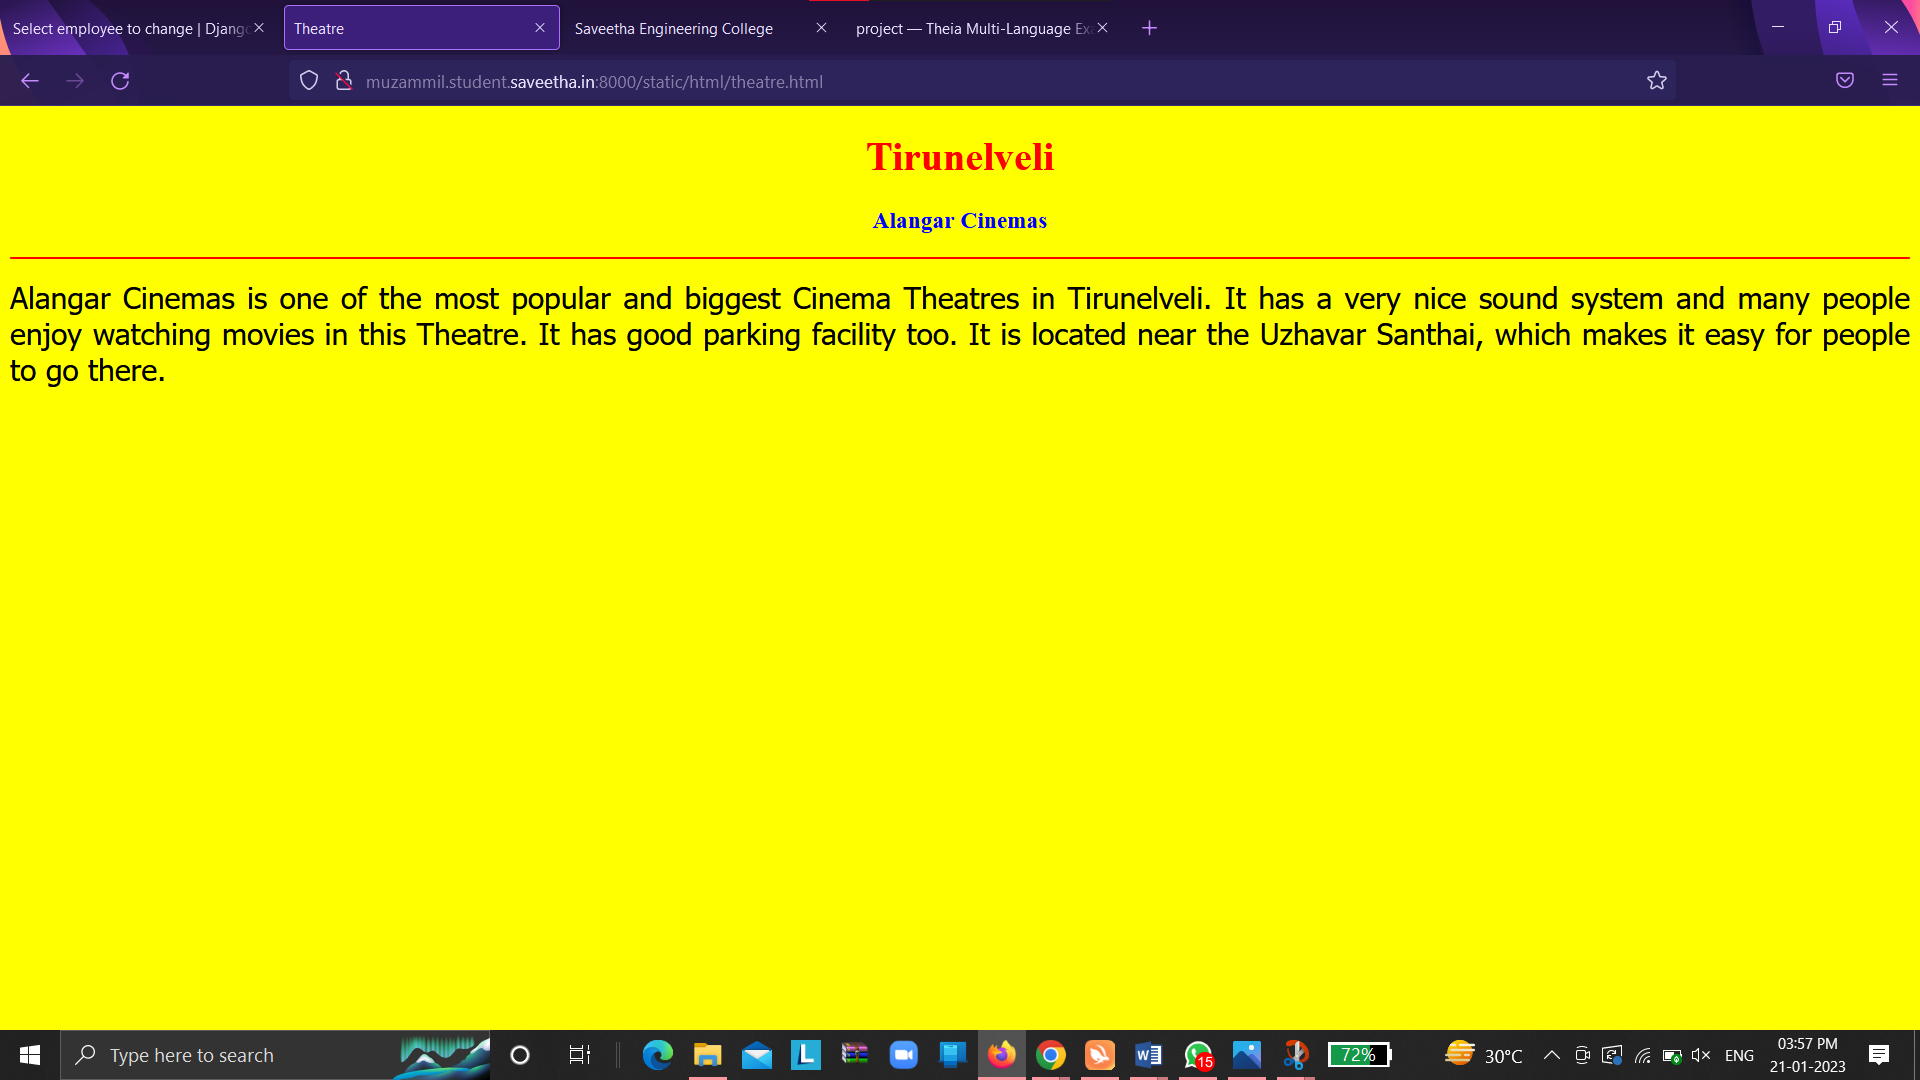 Select employee to change | Djang
Theatre
Saveetha Engineering College
project — Theia Multi-Language Ex
muzammil.student.saveetha.in:8000/static/html/theatre.html
Tirunelveli
Alangar Cinemas
Alangar Cinemas is one of the most popular and biggest Cinema Theatres in Tirunelveli. It has a very nice sound system and many people
enjoy watching movies in this Theatre. It has good parking facility too. It is located near the Uzhavar Santhai, which makes it easy for people
to go there.
Type here to search
L
W
15
72%
30°C
ENG
03:57 PM
21-01-2023